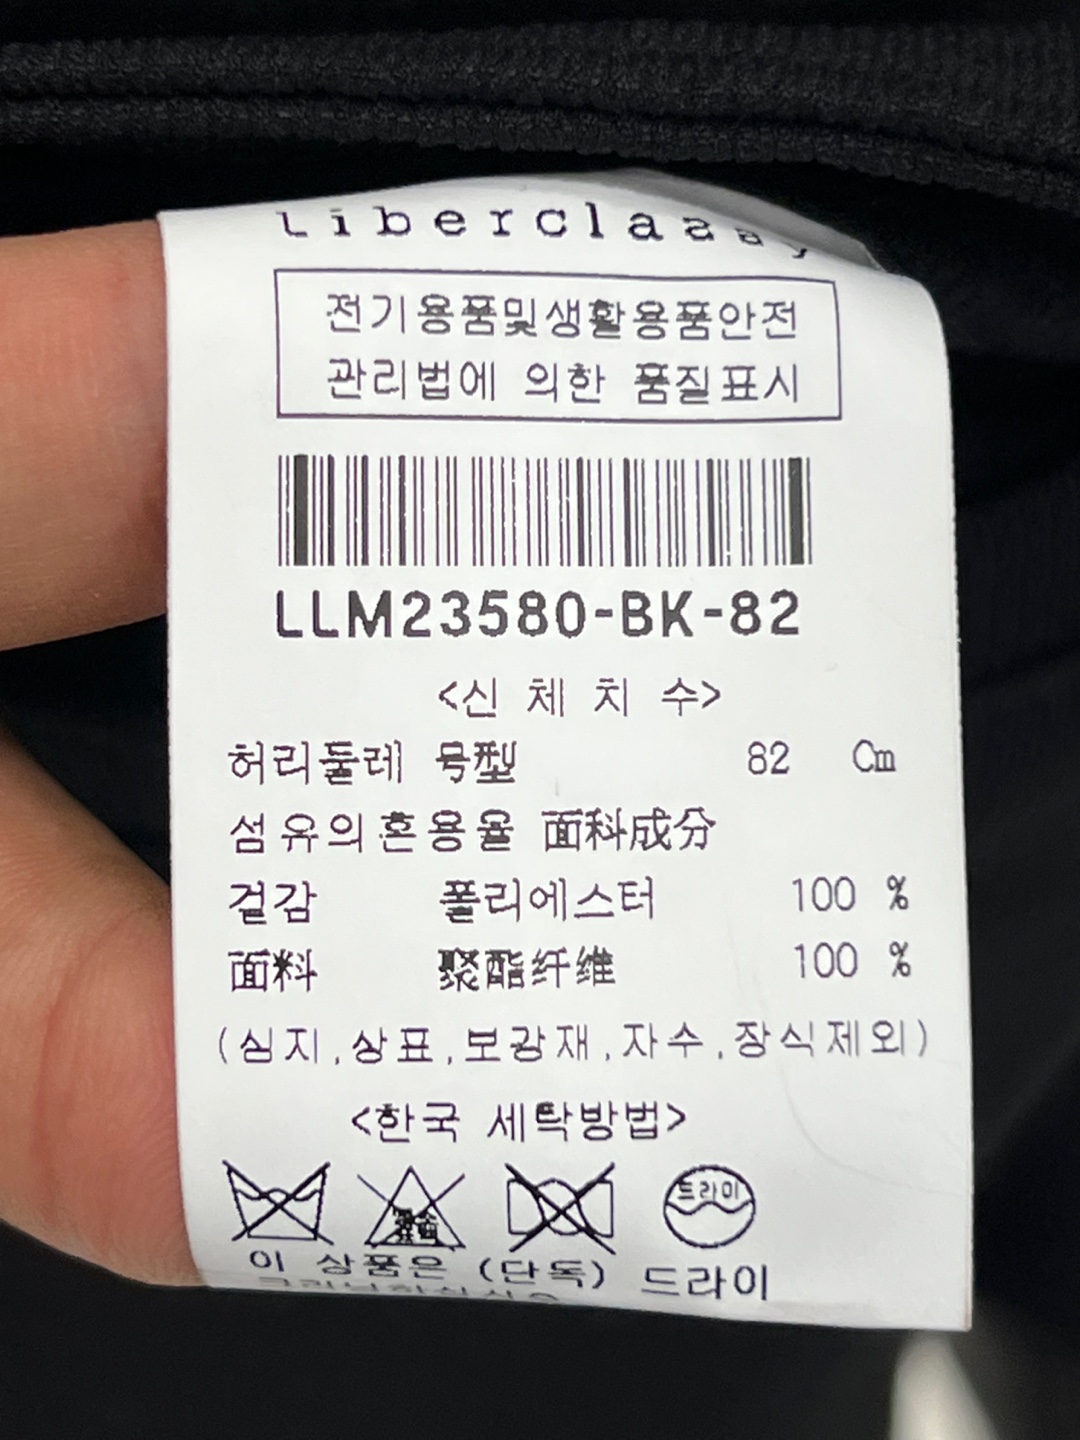 Liberclassy
전기용품및생활용품안전
관리법에 의한 품질표시
LLM23580-BK-82
<신 체 치 수>
허리둘레 号型 82 Cm
섬유의혼용율 面科成分
겉감 폴리에스터 100 %
面料 聚酯纤维 100 %
(심지,상표,보강재,자수,장식제외)
<한국 세탁방법>
드라이
이 상품은 (단독) 드라이